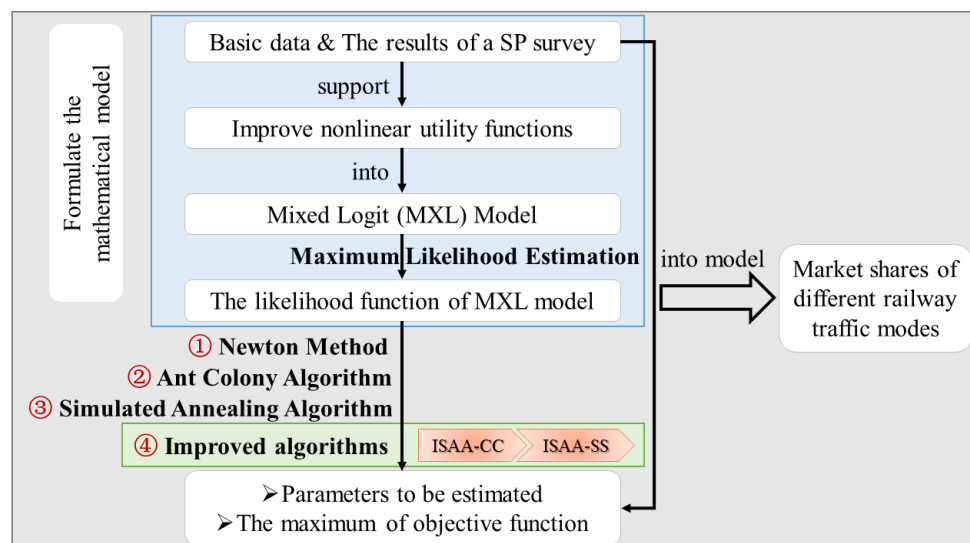 Formulate the
mathematical model
Basic data & The results of a SP survey
support
Improve nonlinear utility functions
into
Mixed Logit (MXL) Model
Maximum Likelihood Estimation
The likelihood function of MXL model
① Newton Method
② Ant Colony Algorithm
③ Simulated Annealing Algorithm
④ Improved algorithms
ISAA-CC
ISAA-SS
➢Parameters to be estimated
➢The maximum of objective function
into model
Market shares of
different railway
traffic modes